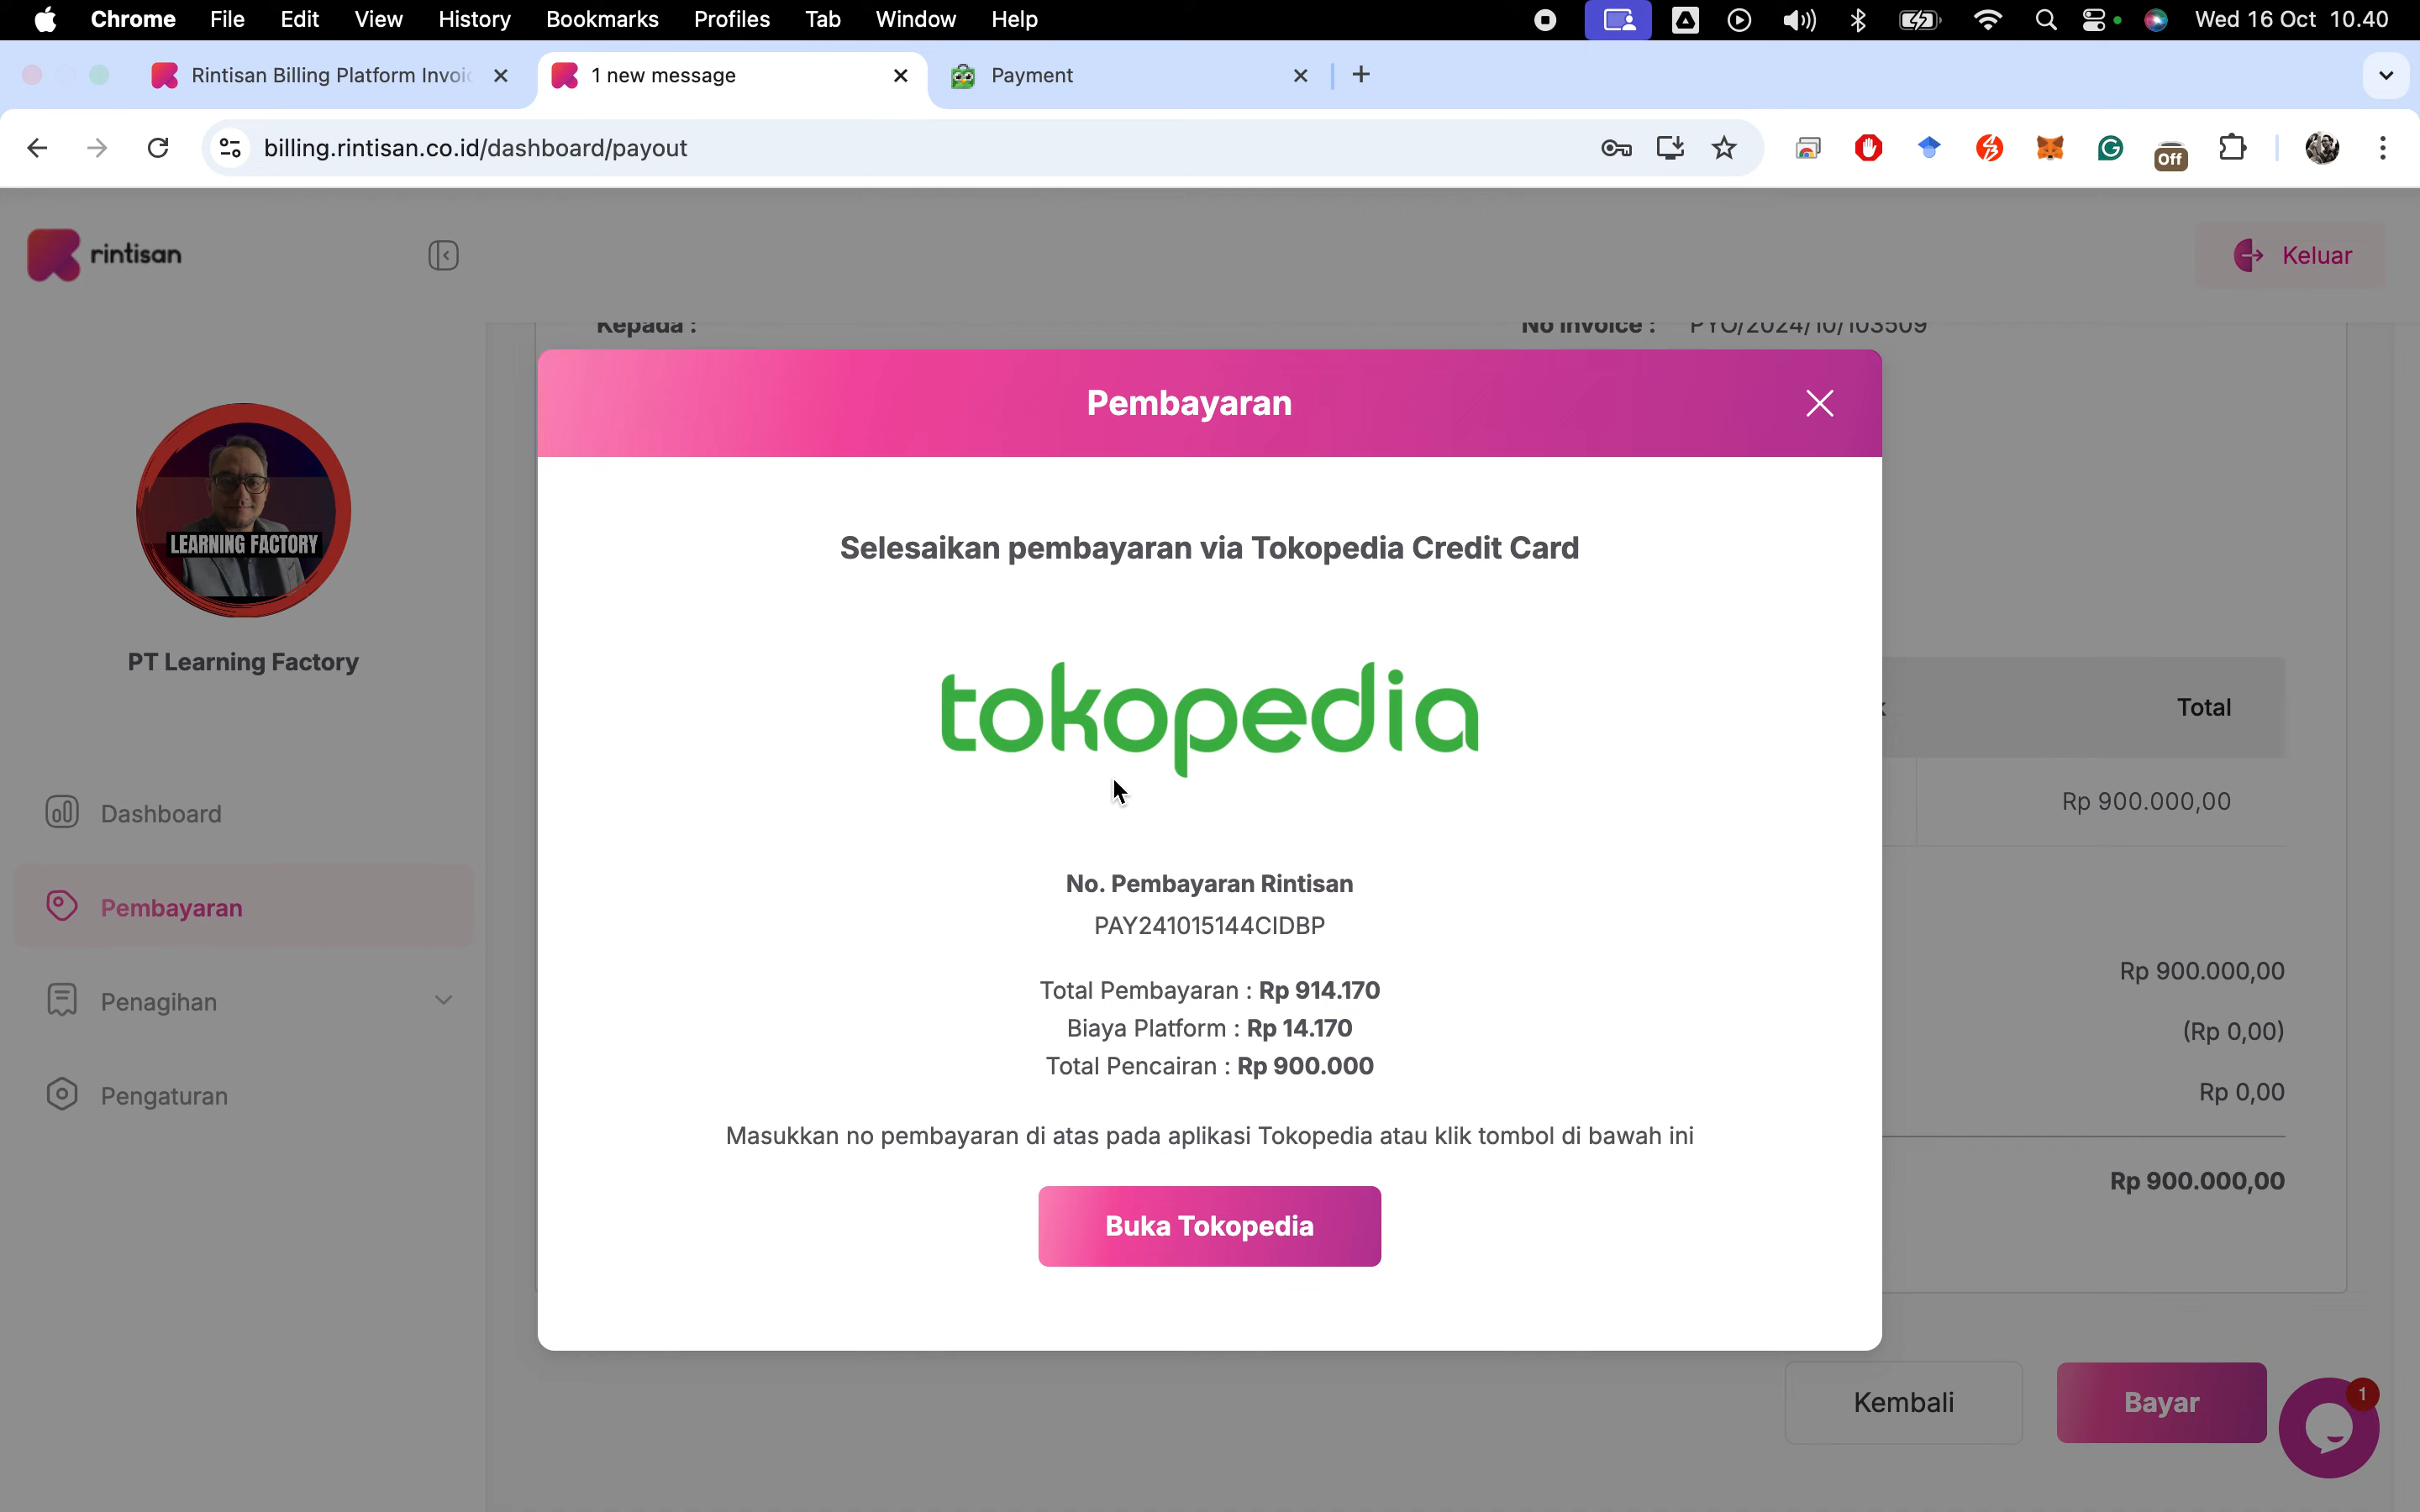 Chrome File Edit View History Bookmarks Profiles Tab Window Help
Wed 16 Oct 10.40
Rintisan Billing Platform Invoic
1 new message
Payment
billing.rintisan.co.id/dashboard/payout
Off
rintisan
Keluar
Kepada :
No Invoice : PYO/2024/10/103509
Pembayaran
LEARNING FACTORY
PT Learning Factory
Dashboard
Pembayaran
Penagihan
Pengaturan
Selesaikan pembayaran via Tokopedia Credit Card
tokopedia
No. Pembayaran Rintisan
PAY241015144CIDBP
Total Pembayaran : Rp 914.170
Biaya Platform : Rp 14.170
Total Pencairan : Rp 900.000
Masukkan no pembayaran di atas pada aplikasi Tokopedia atau klik tombol di bawah ini
Buka Tokopedia
Total
Rp 900.000,00
Rp 900.000,00
(Rp 0,00)
Rp 0,00
Rp 900.000,00
Kembali
Bayar
1